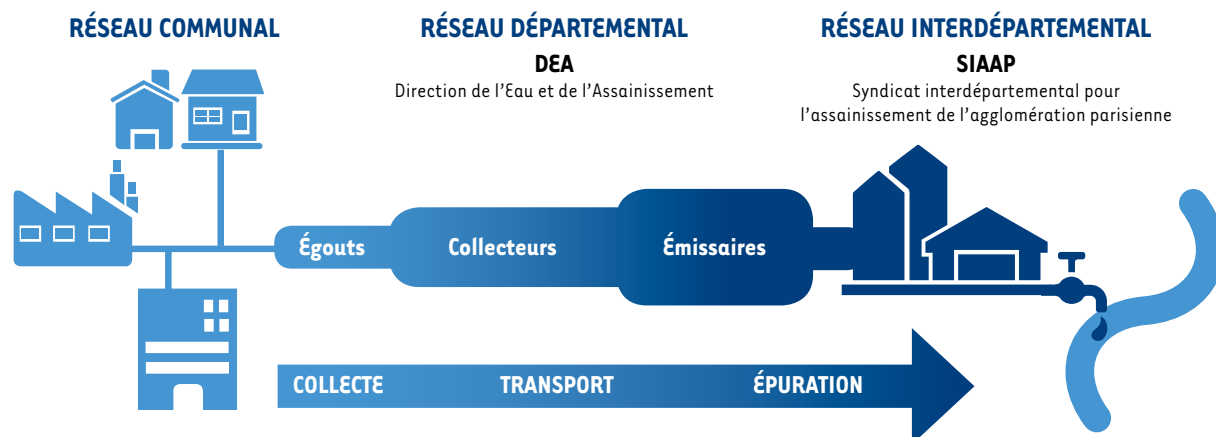 RÉSEAU COMMUNAL
RÉSEAU DÉPARTEMENTAL
DEA
Direction de l'Eau et de l'Assainissement
RÉSEAU INTERDÉPARTEMENTAL
SIAAP
Syndicat interdépartemental pour
l'assainissement de l'agglomération parisienne
Égouts
Collecteurs
Émissaires
COLLECTE
TRANSPORT
ÉPURATION